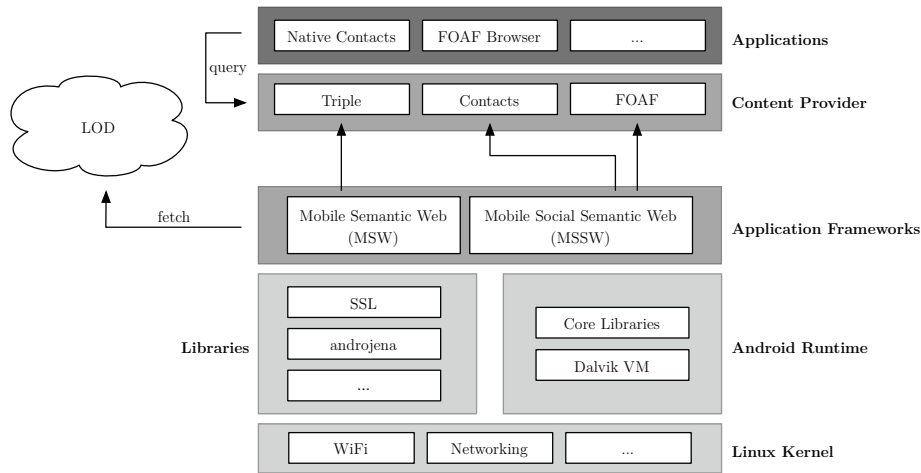 Native Contacts
FOAF Browser
...
Applications
query
Triple
Contacts
FOAF
Content Provider
LOD
fetch
Mobile Semantic Web
(MSW)
Mobile Social Semantic Web
(MSSW)
Application Frameworks
Libraries
SSL
androjena
...
Core Libraries
Dalvik VM
Android Runtime
WiFi
Networking
...
Linux Kernel